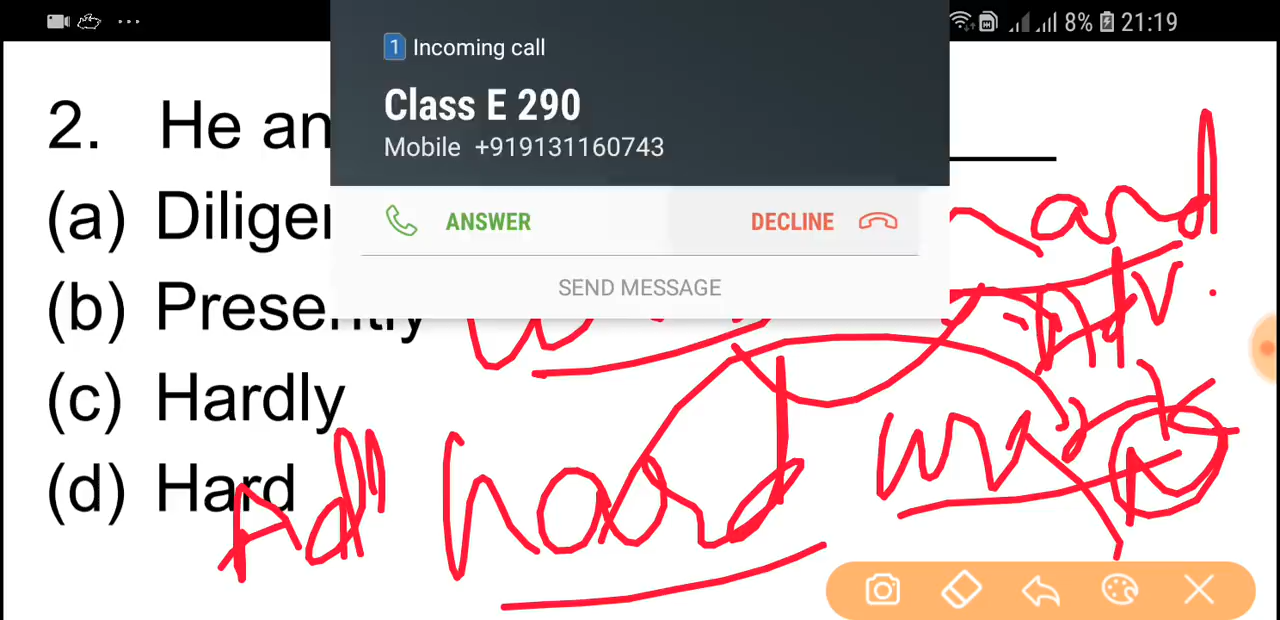 8% 21:19
1 Incoming call
Class E 290
Mobile +919131160743
ANSWER DECLINE
SEND MESSAGE
2. He an
(a) Diliger
(b) Presently
(c) Hardly
(d) Hard
hard
Adv.
Adj
hard work
N